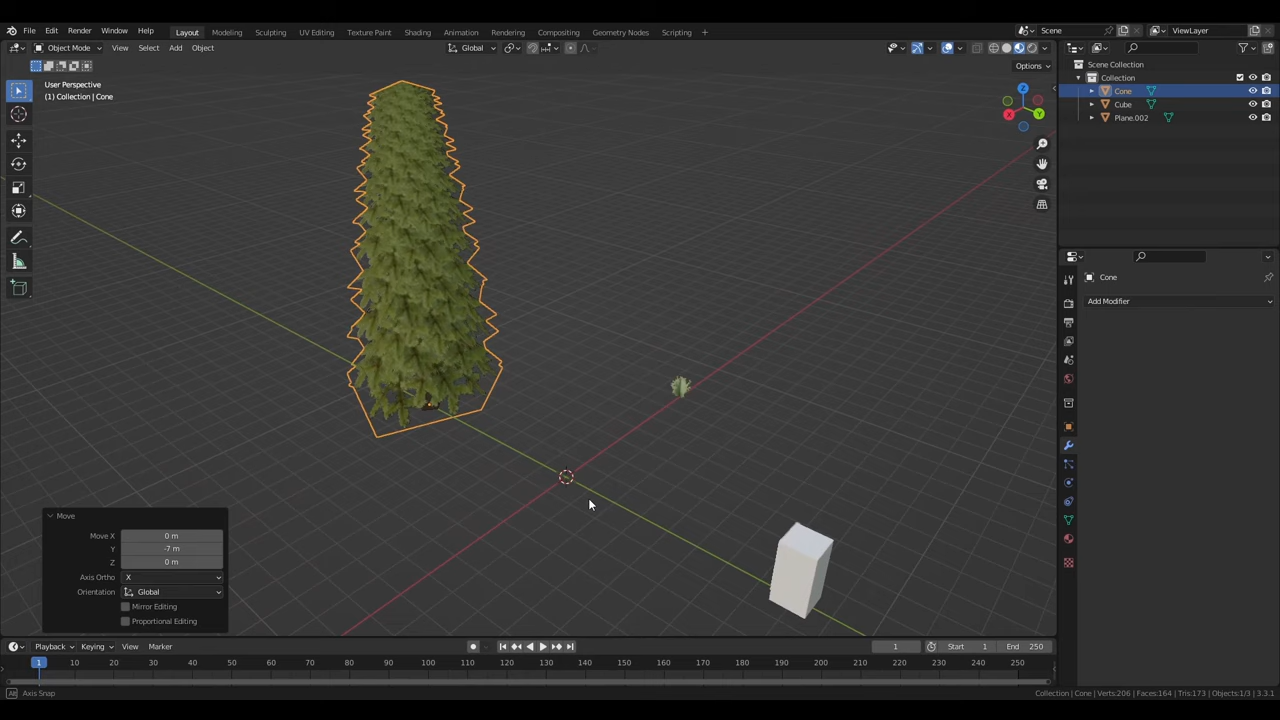 File Edit Render Window Help Layout Modeling Sculpting UV Editing Texture Paint Shading Animation Rendering Compositing Geometry Nodes Scripting + Scene ViewLayer
Object Mode View Select Add Object Global
Options
User Perspective
(1) Collection | Cone
X Y Z
Scene Collection
Collection
Cone
Cube
Plane.002
Cone
Add Modifier
Move
Move X 0 m
Y -7 m
Z 0 m
Axis Ortho X
Orientation Global
Mirror Editing
Proportional Editing
Playback Keying View Marker 1 Start 1 End 250
1 10 20 30 40 50 60 70 80 90 100 110 120 130 140 150 160 170 180 190 200 210 220 230 240 250
Alt Axis Snap Collection | Cone | Verts:206 | Faces:164 | Tris:173 | Objects:1/3 | 3.3.1